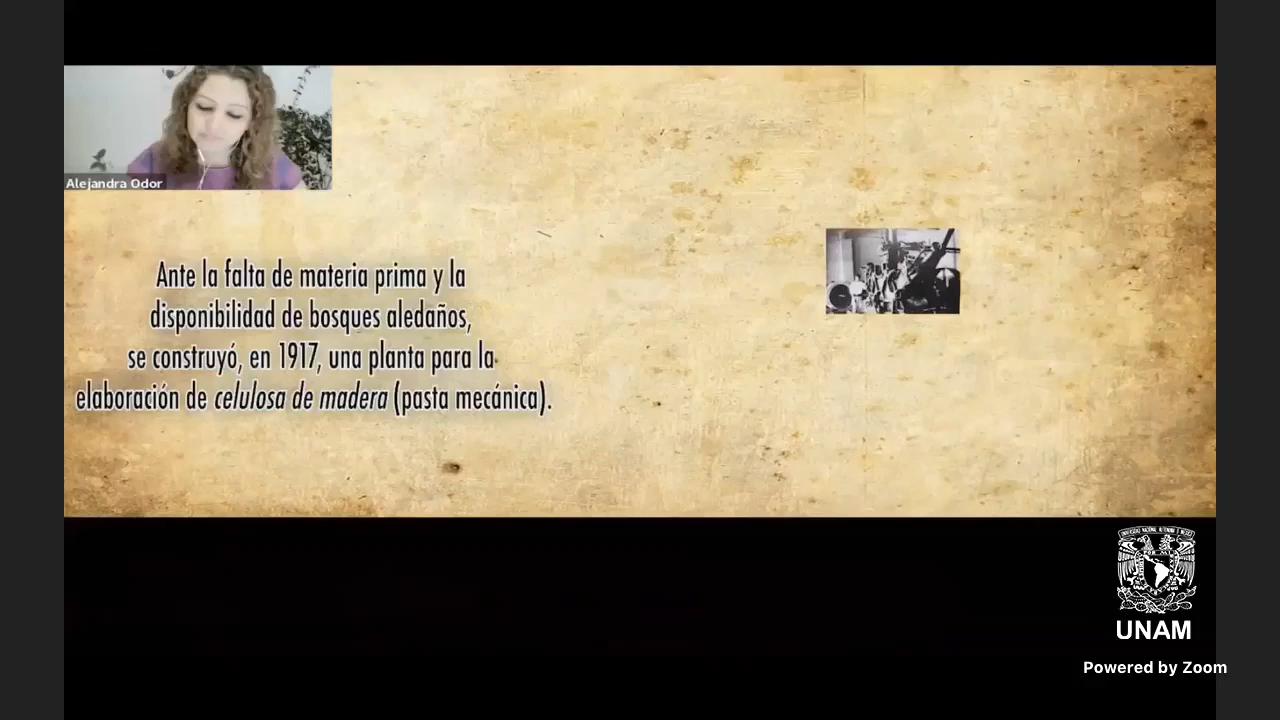 Alejandra Odor
Ante la falta de materia prima y la
disponibilidad de bosques aledaños,
se construyó, en 1917, una planta para la
elaboración de celulosa de madera (pasta mecánica).
UNAM
Powered by Zoom